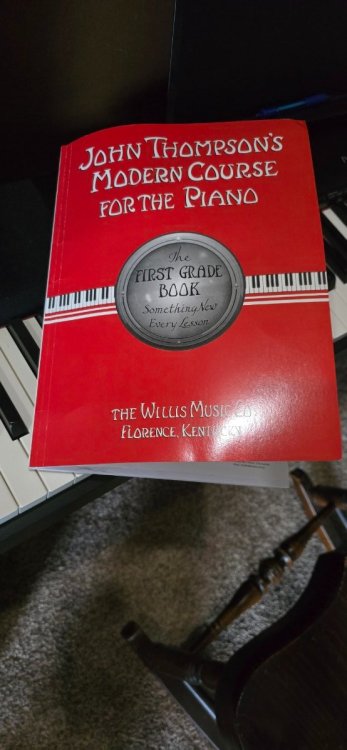 JOHN THOMPSON'S
MODERN COURSE
FOR THE PIANO
The
FIRST GRADE
BOOK
Something New
Every Lesson
THE WILLIS MUSIC CO.
FLORENCE, KENTUCKY